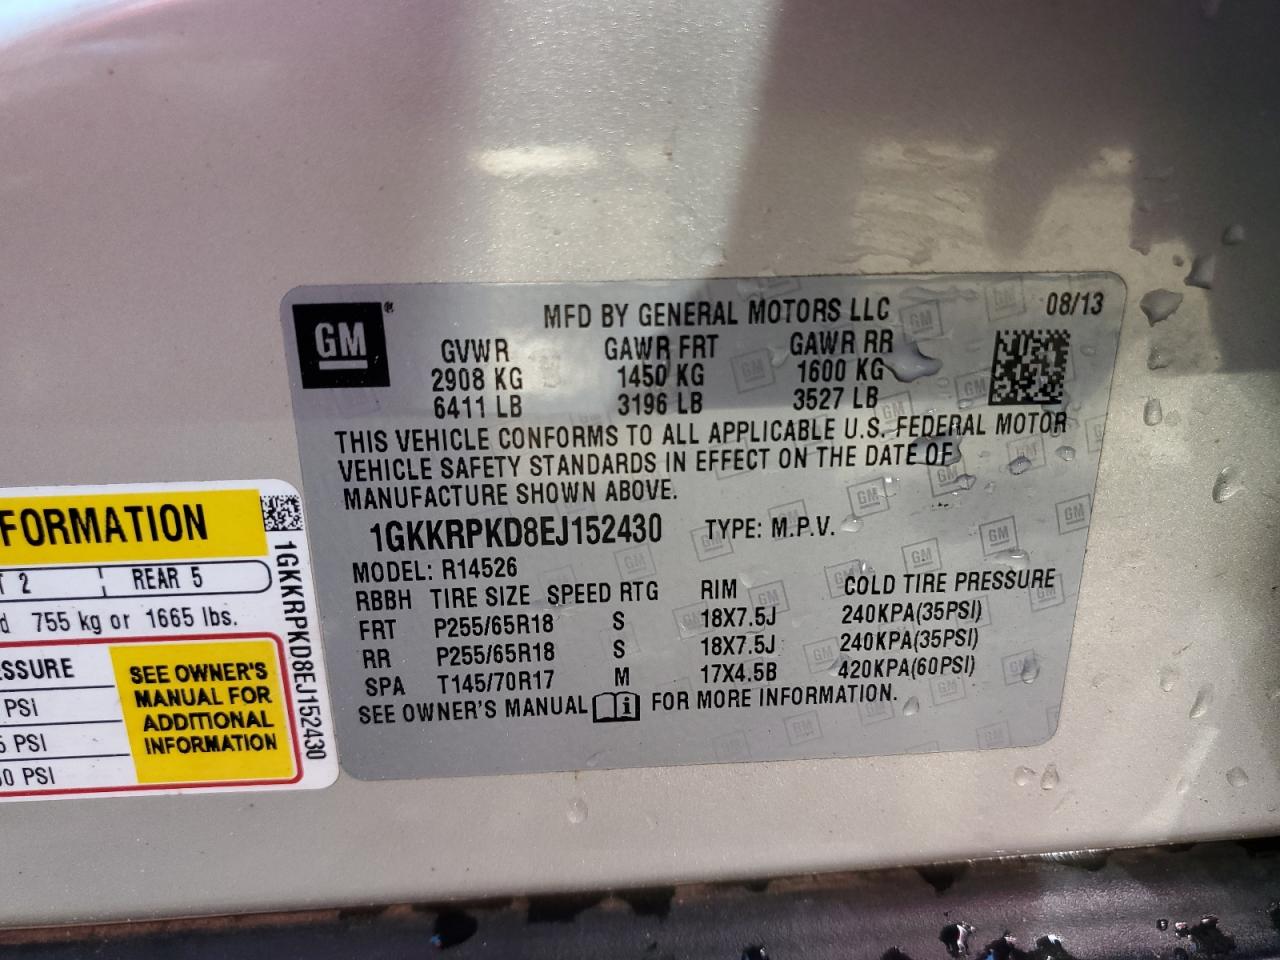 GM
®
MFD BY GENERAL MOTORS LLC 08/13
GVWR GAWR FRT GAWR RR
2908 KG 1450 KG 1600 KG
6411 LB 3196 LB 3527 LB
THIS VEHICLE CONFORMS TO ALL APPLICABLE U.S. FEDERAL MOTOR
VEHICLE SAFETY STANDARDS IN EFFECT ON THE DATE OF
MANUFACTURE SHOWN ABOVE.
1GKKRPKD8EJ152430 TYPE: M.P.V.
MODEL: R14526
RBBH TIRE SIZE SPEED RTG RIM COLD TIRE PRESSURE
FRT P255/65R18 S 18X7.5J 240KPA(35PSI)
RR P255/65R18 S 18X7.5J 240KPA(35PSI)
SPA T145/70R17 M 17X4.5B 420KPA(60PSI)
SEE OWNER'S MANUAL i FOR MORE INFORMATION.
FORMATION
2 REAR 5
755 kg or 1665 lbs.
SSURE
PSI
5 PSI
0 PSI
SEE OWNER'S
MANUAL FOR
ADDITIONAL
INFORMATION
1GKKRPKD8EJ152430